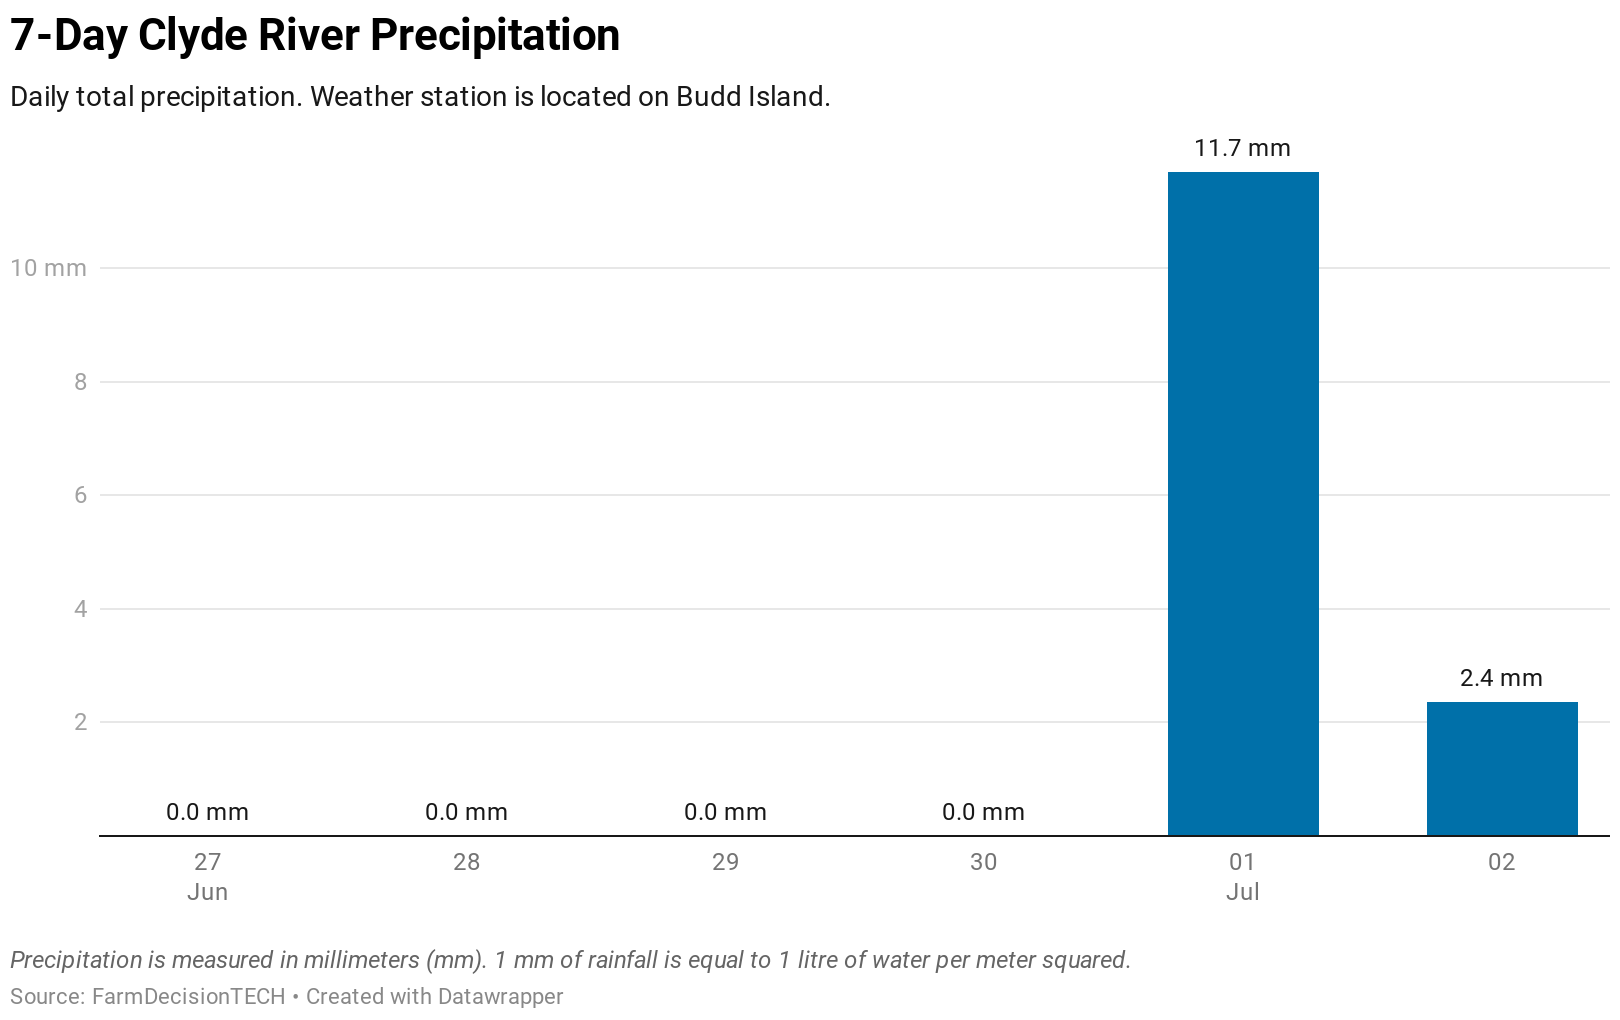 7-Day Clyde River Precipitation
Daily total precipitation. Weather station is located on Budd Island.
11.7 mm
10 mm
8
6
4
2.4 mm
2
0.0 mm 0.0 mm 0.0 mm 0.0 mm
27 28 29 30 01 02
Jun Jul
Precipitation is measured in millimeters (mm). 1 mm of rainfall is equal to 1 litre of water per meter squared.
Source: FarmDecisionTECH • Created with Datawrapper